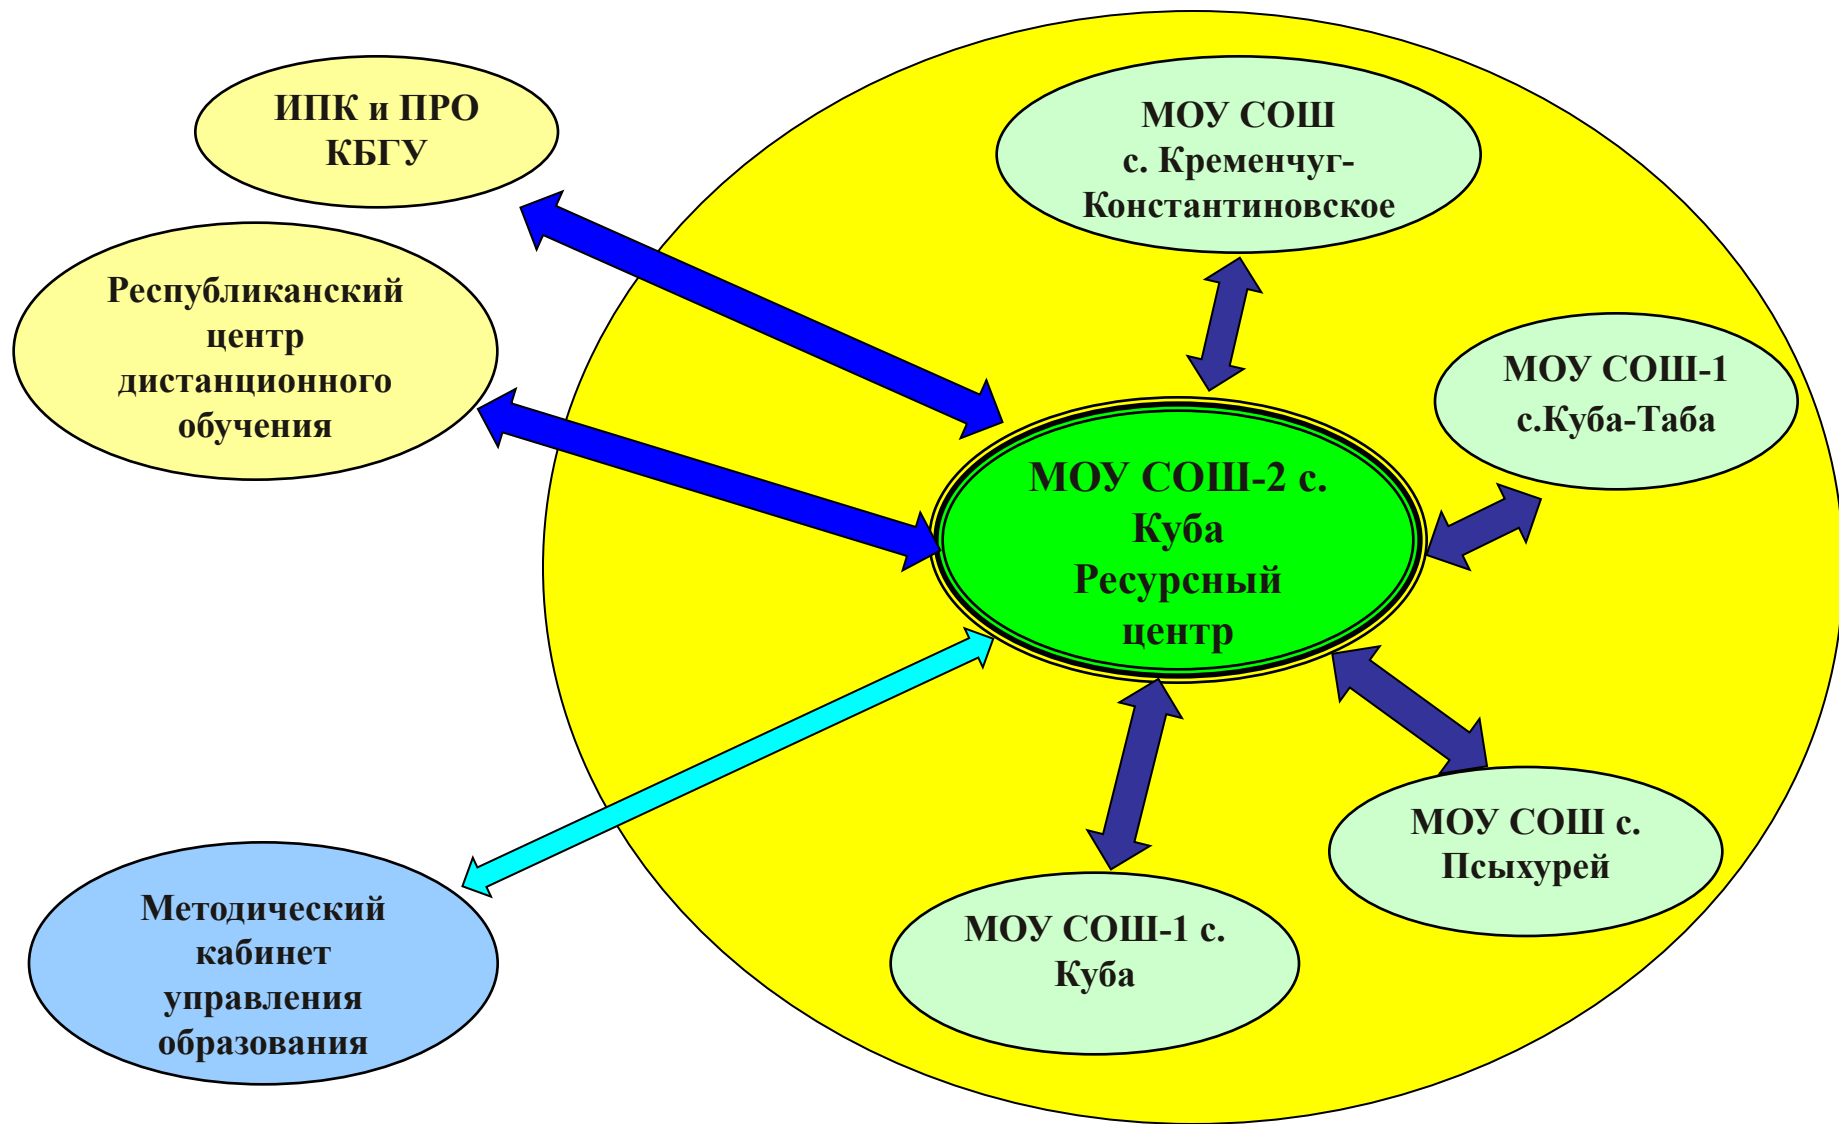 ИПК и ПРО
КБГУ
Республиканский
центр
дистанционного
обучения
Методический
кабинет
управления
образования
МОУ СОШ
с. Кременчуг-
Константиновское
МОУ СОШ-1
с.Куба-Таба
МОУ СОШ-2 с.
Куба
Ресурсный
центр
МОУ СОШ с.
Псыхурей
МОУ СОШ-1 с.
Куба